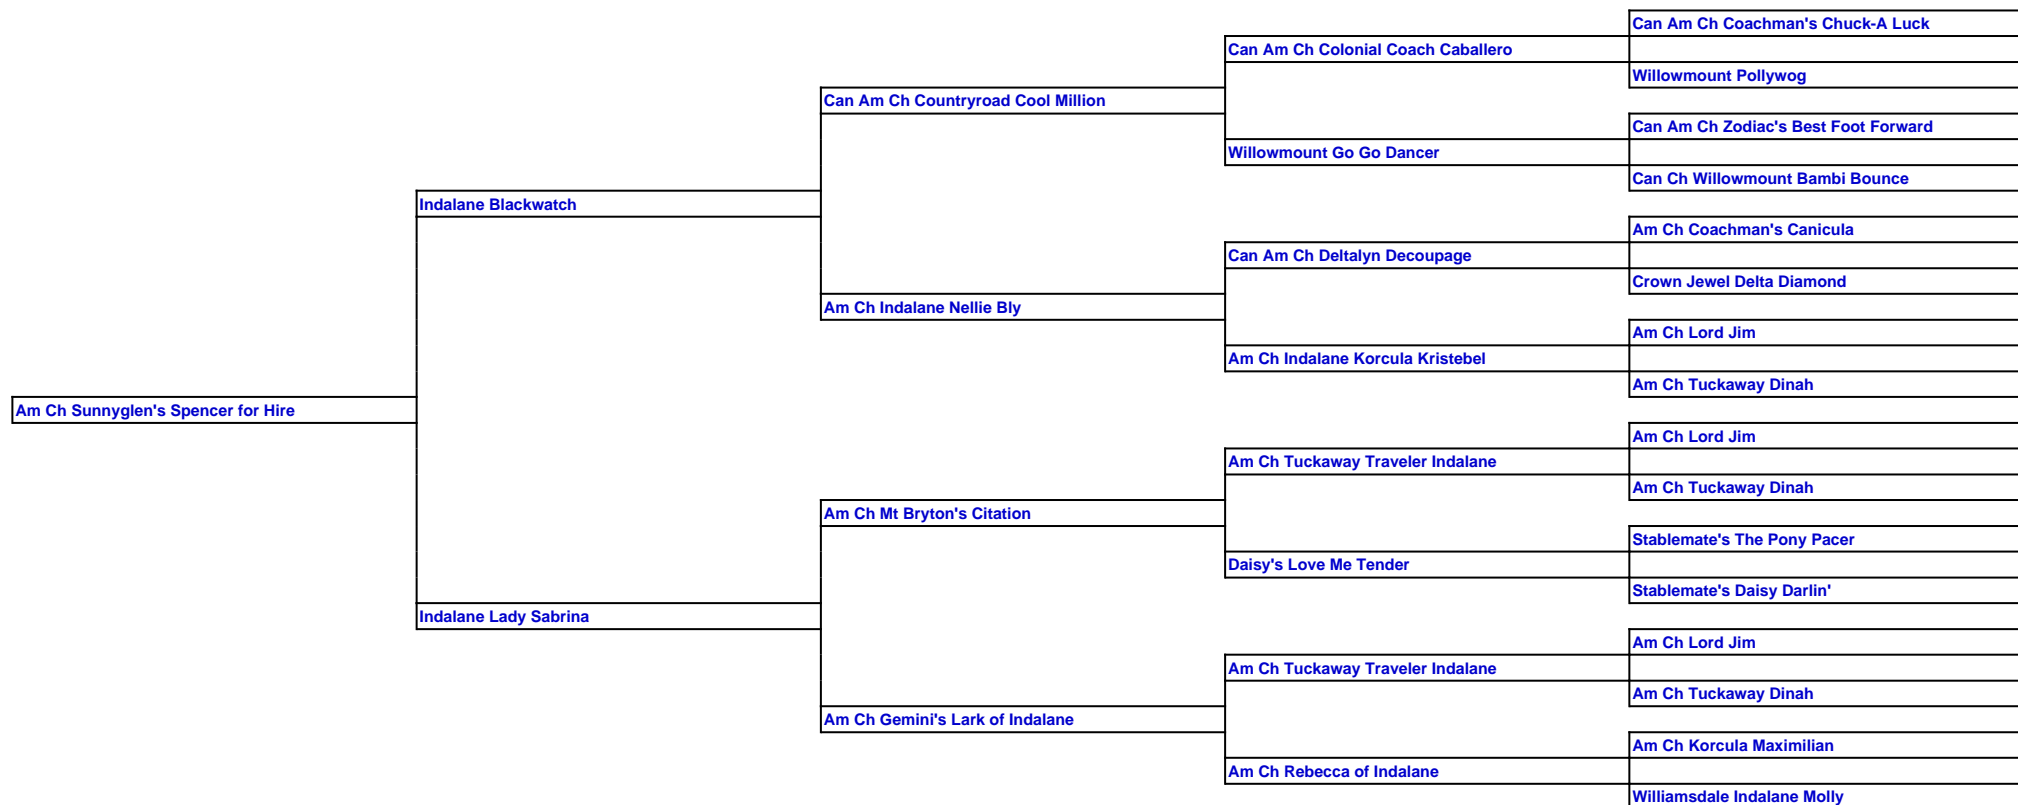 Can Am Ch Coachman's Chuck-A Luck
Can Am Ch Colonial Coach Caballero
Willowmount Pollywog
Can Am Ch Countryroad Cool Million
Can Am Ch Zodiac's Best Foot Forward
Willowmount Go Go Dancer
Can Ch Willowmount Bambi Bounce
Indalane Blackwatch
Am Ch Coachman's Canicula
Can Am Ch Deltalyn Decoupage
Crown Jewel Delta Diamond
Am Ch Indalane Nellie Bly
Am Ch Lord Jim
Am Ch Indalane Korcula Kristebel
Am Ch Tuckaway Dinah
Am Ch Sunnyglen's Spencer for Hire
Am Ch Lord Jim
Am Ch Tuckaway Traveler Indalane
Am Ch Tuckaway Dinah
Am Ch Mt Bryton's Citation
Stablemate's The Pony Pacer
Daisy's Love Me Tender
Stablemate's Daisy Darlin'
Indalane Lady Sabrina
Am Ch Lord Jim
Am Ch Tuckaway Traveler Indalane
Am Ch Tuckaway Dinah
Am Ch Gemini's Lark of Indalane
Am Ch Korcula Maximilian
Am Ch Rebecca of Indalane
Williamsdale Indalane Molly